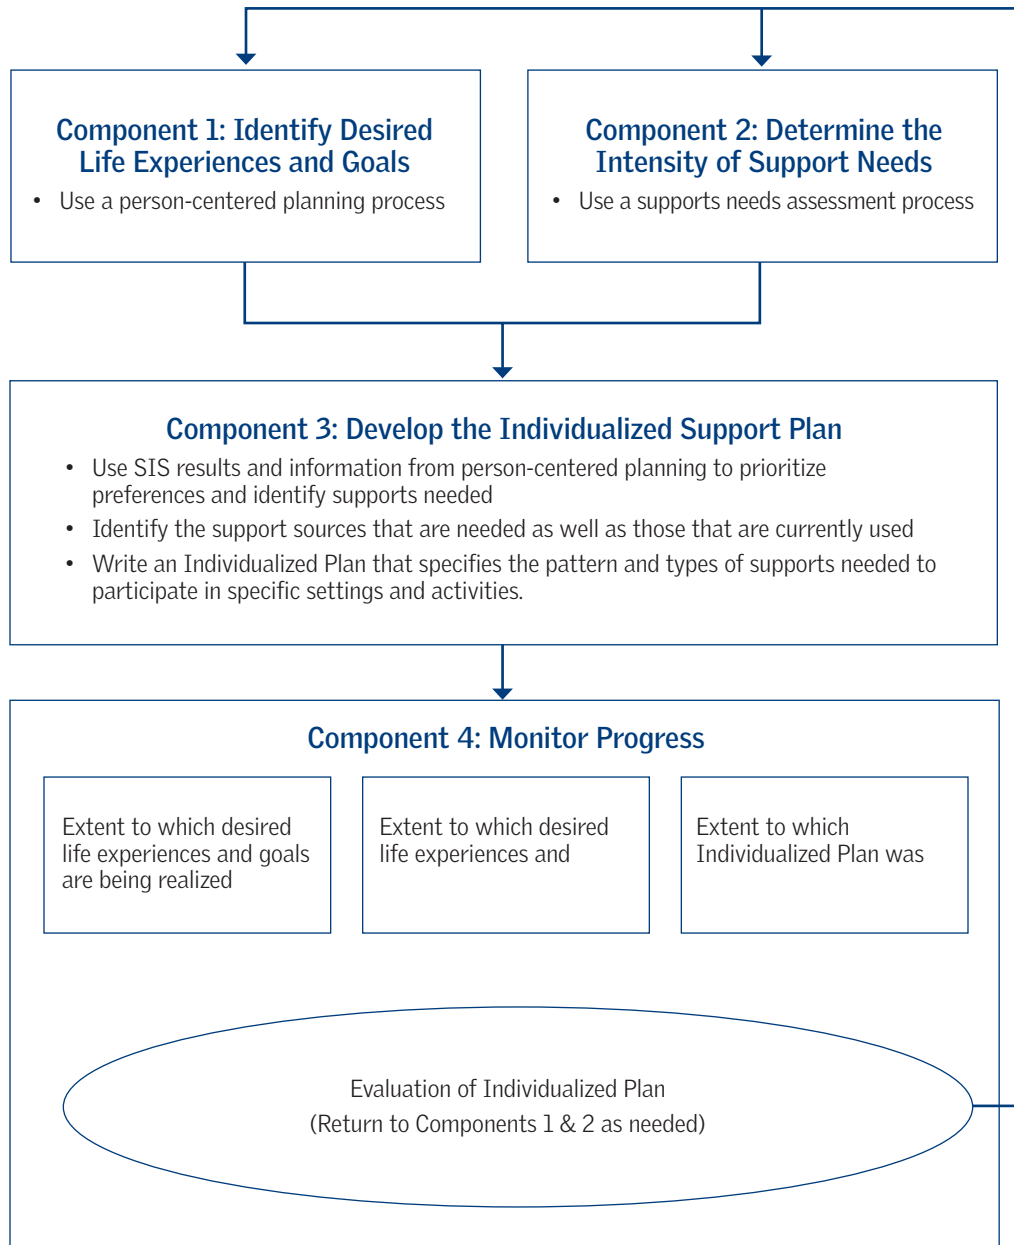 Component 1: Identify Desired
Life Experiences and Goals
• Use a person-centered planning process
Component 2: Determine the
Intensity of Support Needs
• Use a supports needs assessment process
Component 3: Develop the Individualized Support Plan
• Use SIS results and information from person-centered planning to prioritize
preferences and identify supports needed
• Identify the support sources that are needed as well as those that are currently used
• Write an Individualized Plan that specifies the pattern and types of supports needed to
participate in specific settings and activities.
Component 4: Monitor Progress
Extent to which desired
life experiences and goals
are being realized
Extent to which desired
life experiences and
Extent to which
Individualized Plan was
Evaluation of Individualized Plan
(Return to Components 1 & 2 as needed)